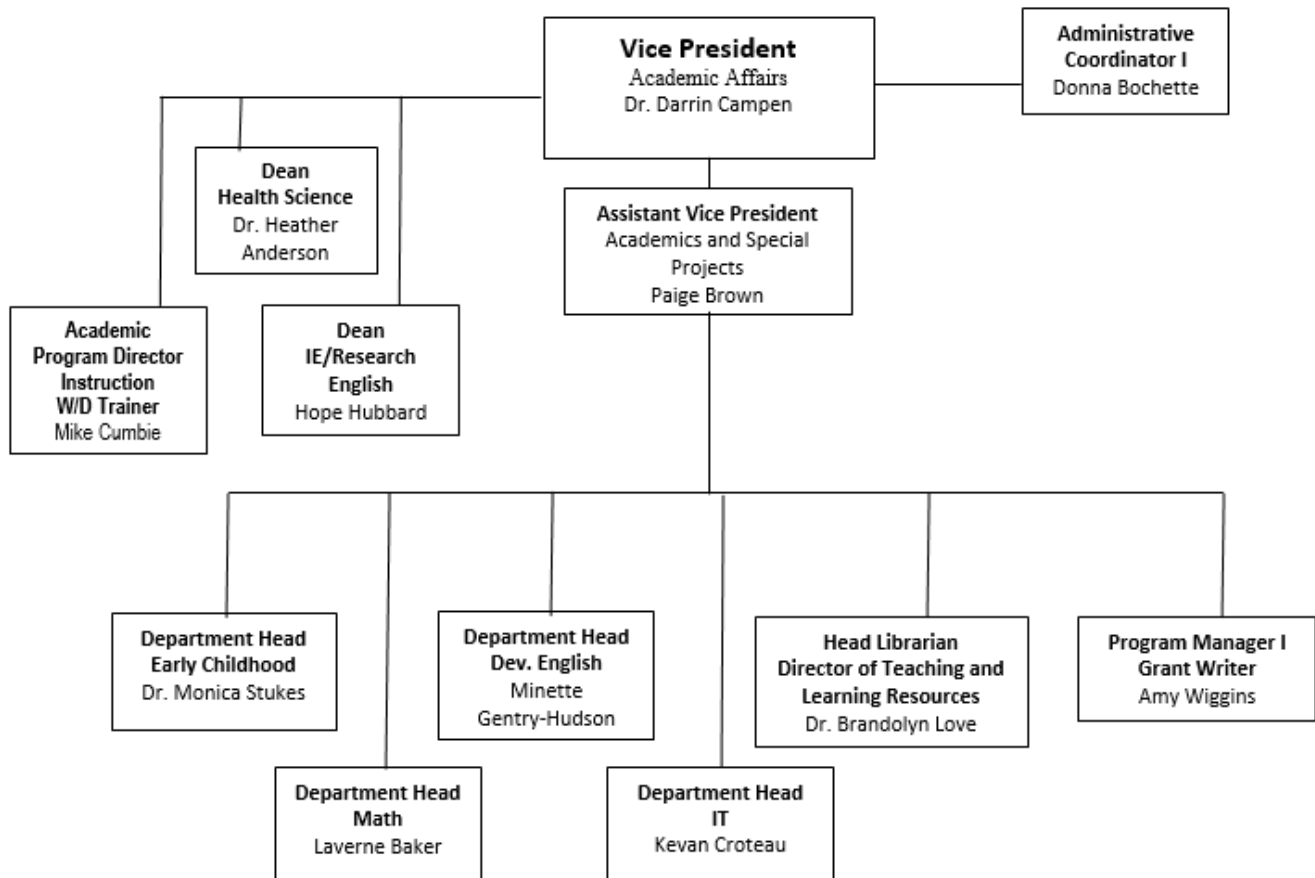 Vice President
Academic Affairs
Dr. Darrin Campen
Administrative
Coordinator I
Donna Bochette
Dean
Health Science
Dr. Heather
Anderson
Assistant Vice President
Academics and Special
Projects
Paige Brown
Academic
Program Director
Instruction
W/D Trainer
Mike Cumbie
Dean
IE/Research
English
Hope Hubbard
Department Head
Early Childhood
Dr. Monica Stukes
Department Head
Dev. English
Minette
Gentry-Hudson
Head Librarian
Director of Teaching and
Learning Resources
Dr. Brandolyn Love
Program Manager I
Grant Writer
Amy Wiggins
Department Head
Math
Laverne Baker
Department Head
IT
Kevan Croteau